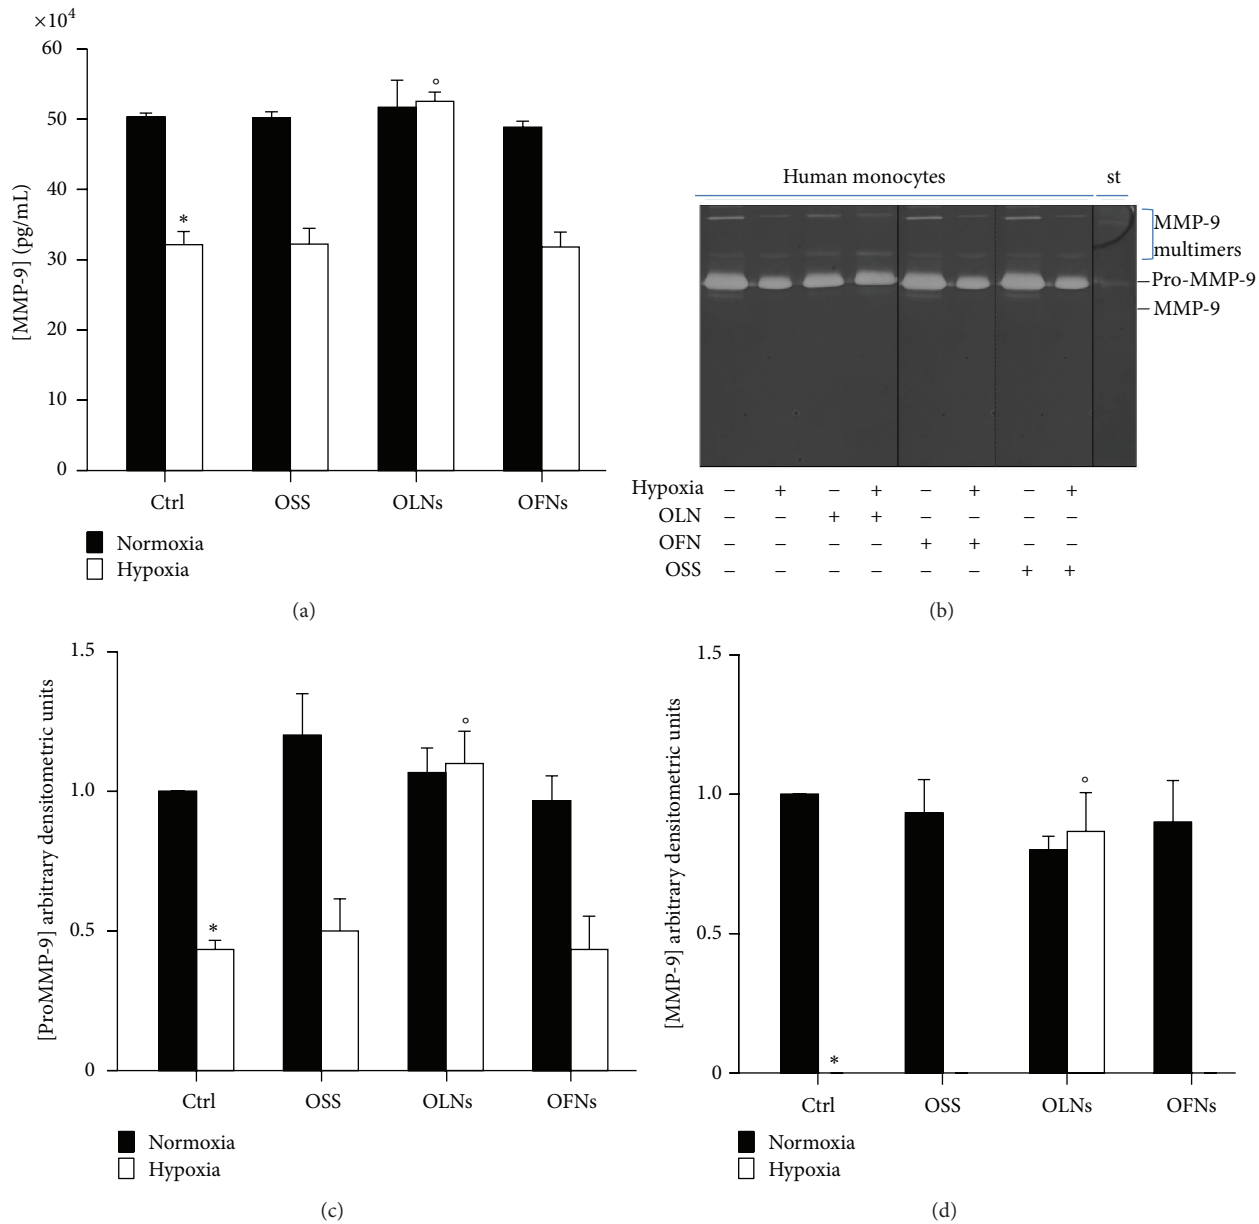 ×10⁴
60
50
40
30
20
10
0
[MMP-9] (pg/mL)
*
°
Ctrl OSS OLNs OFNs
Normoxia
Hypoxia
(a)
Human monocytes st
MMP-9
multimers
Pro-MMP-9
MMP-9
Hypoxia – + – + – + – +
OLN – – + + – – – –
OFN – – – – + + – –
OSS – – – – – – + +
(b)
1.5
1.0
0.5
0
[ProMMP-9] arbitrary densitometric units
*
°
Ctrl OSS OLNs OFNs
Normoxia
Hypoxia
(c)
1.5
1.0
0.5
0
[MMP-9] arbitrary densitometric units
*
°
Ctrl OSS OLNs OFNs
Normoxia
Hypoxia
(d)